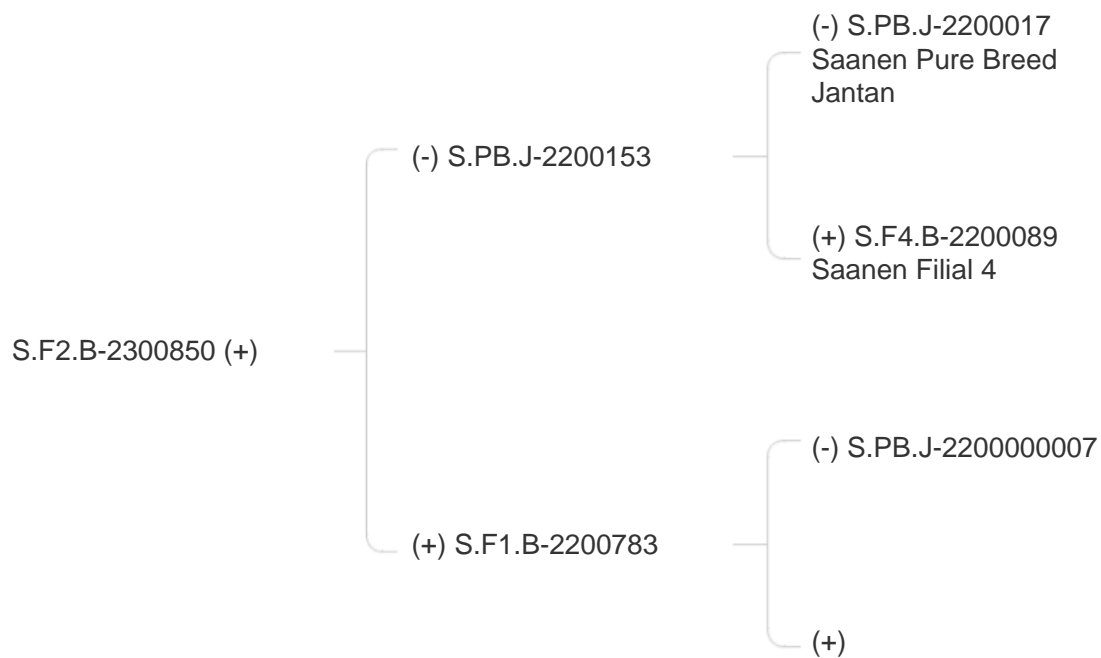 (-) S.PB.J-2200017
Saanen Pure Breed
Jantan
(-) S.PB.J-2200153
(+) S.F4.B-2200089
Saanen Filial 4
S.F2.B-2300850 (+)
(-) S.PB.J-2200000007
(+) S.F1.B-2200783
(+)